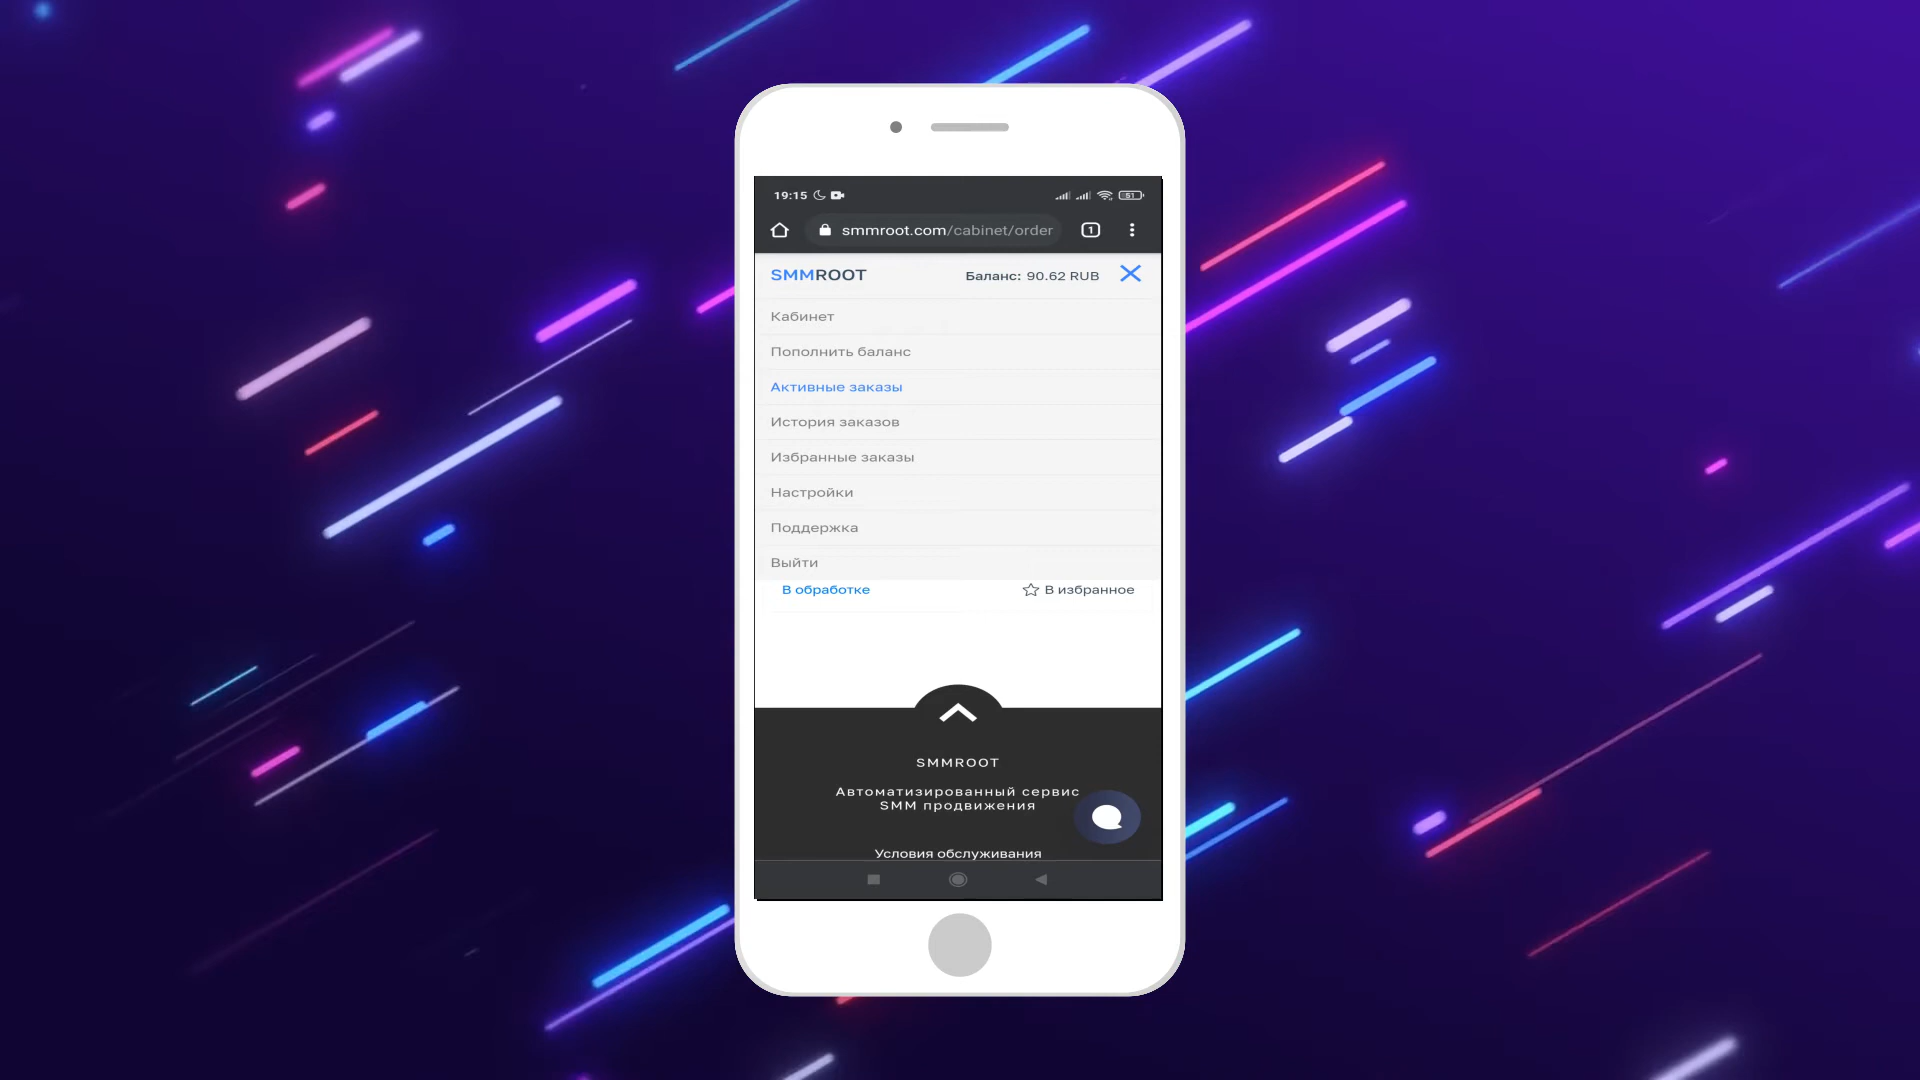 19:15
51
smmroot.com/cabinet/order
1
SMMROOT
Баланс: 90.62 RUB
Кабинет
Пополнить баланс
Активные заказы
История заказов
Избранные заказы
Настройки
Поддержка
Выйти
В обработке
В избранное
SMMROOT
Автоматизированный сервис
SMM продвижения
Условия обслуживания